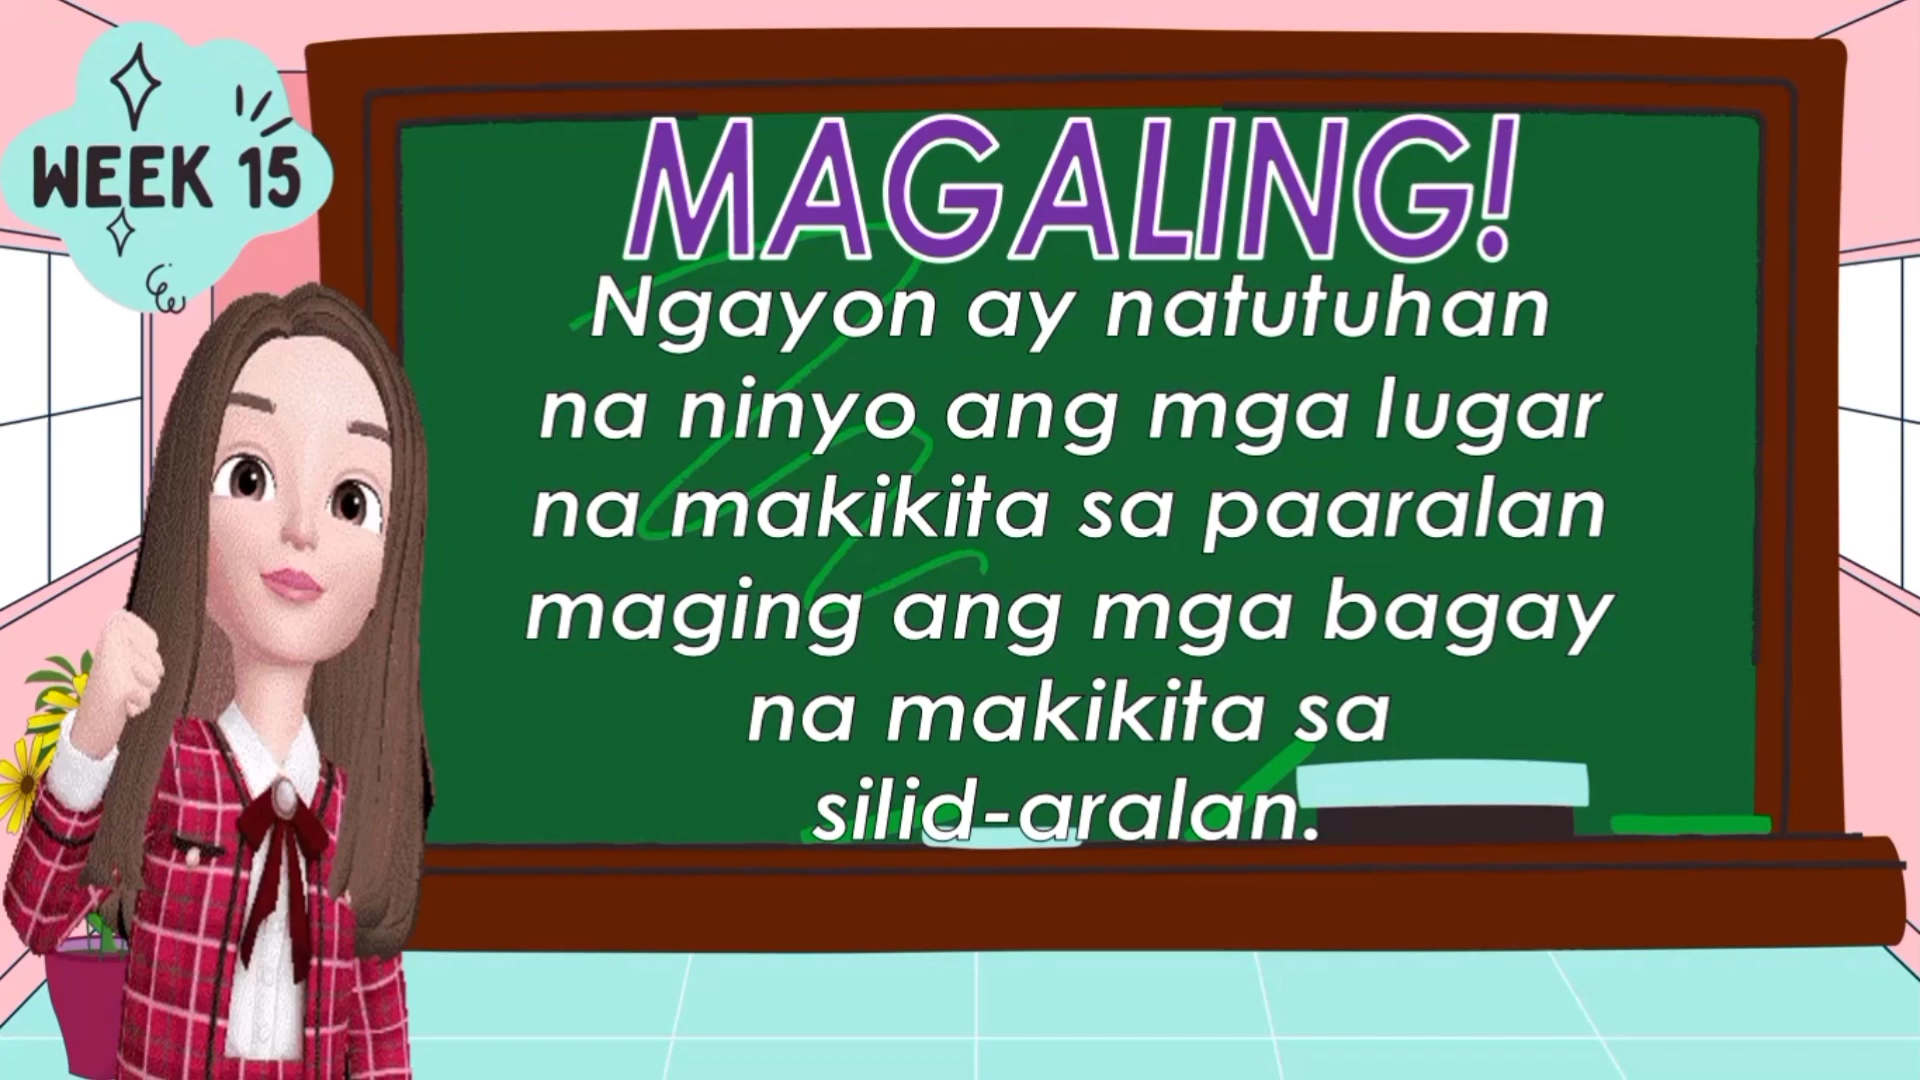 WEEK 15
MAGALING!
Ngayon ay natutuhan
na ninyo ang mga lugar
na makikita sa paaralan
maging ang mga bagay
na makikita sa
silid-aralan.